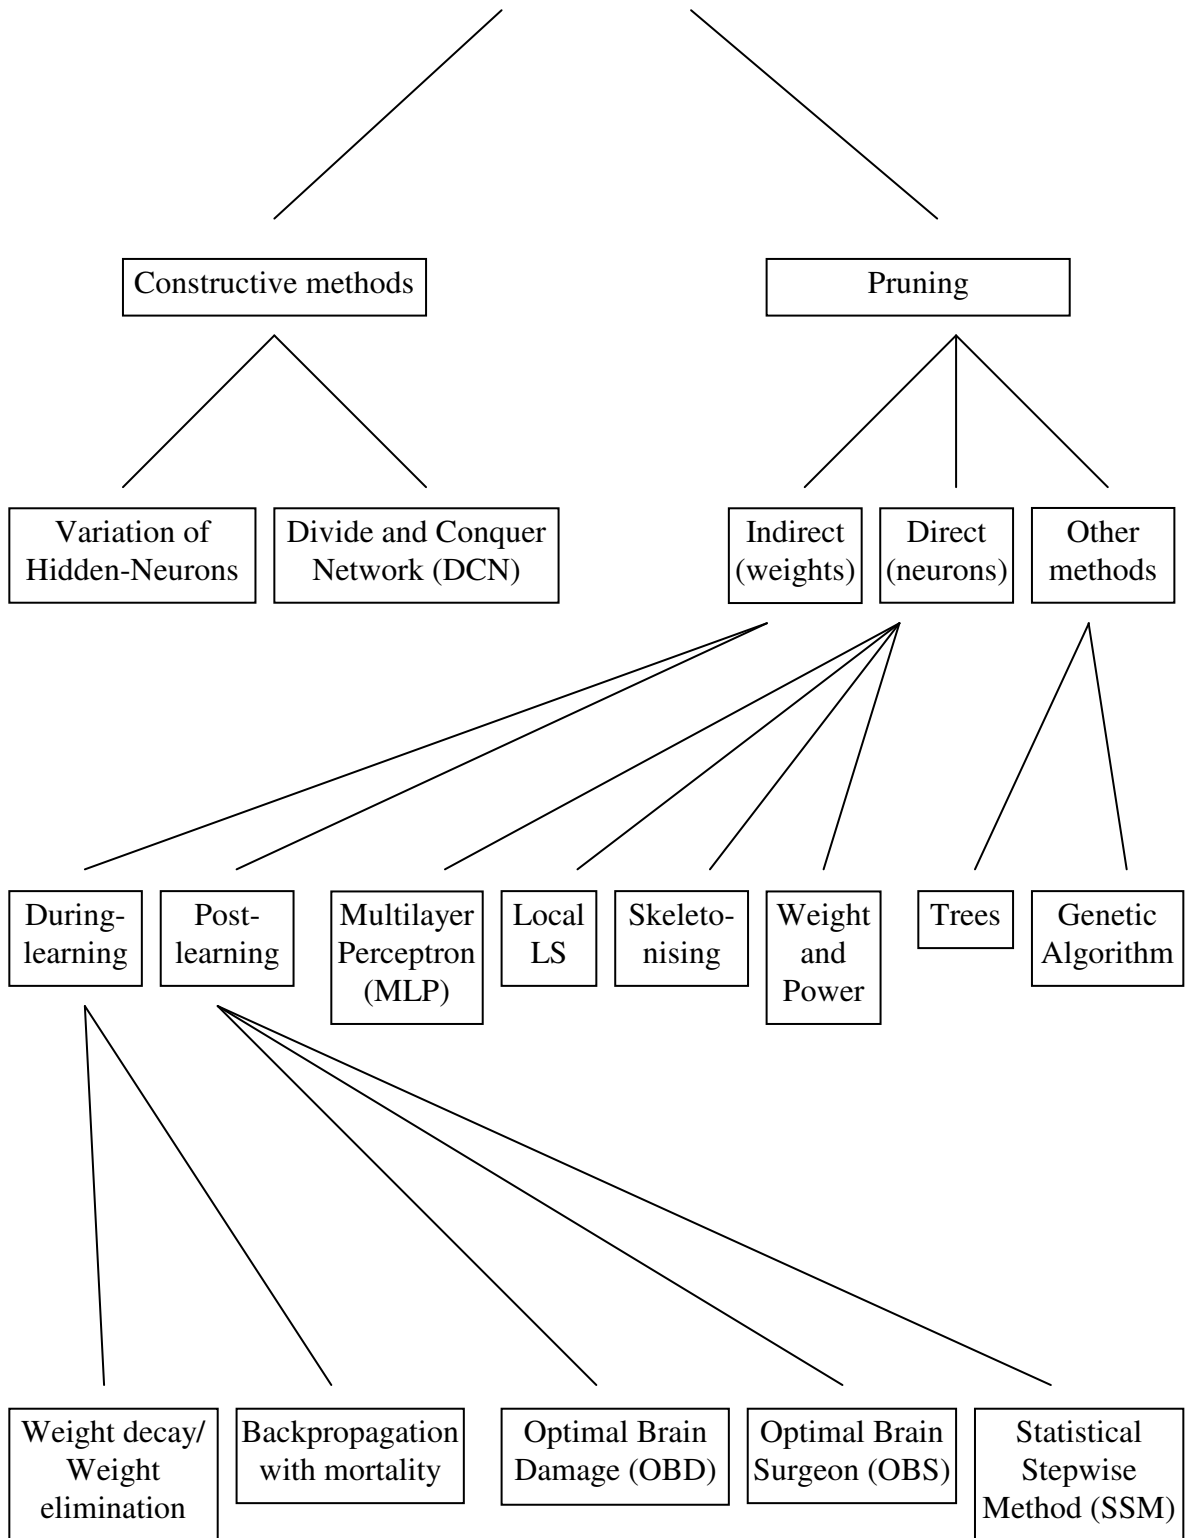 Constructive methods
Pruning
Variation of
Hidden-Neurons
Divide and Conquer
Network (DCN)
Indirect
(weights)
Direct
(neurons)
Other
methods
During-
learning
Post-
learning
Multilayer
Perceptron
(MLP)
Local
LS
Skeleto-
nising
Weight
and
Power
Trees
Genetic
Algorithm
Weight decay/
Weight
elimination
Backpropagation
with mortality
Optimal Brain
Damage (OBD)
Optimal Brain
Surgeon (OBS)
Statistical
Stepwise
Method (SSM)